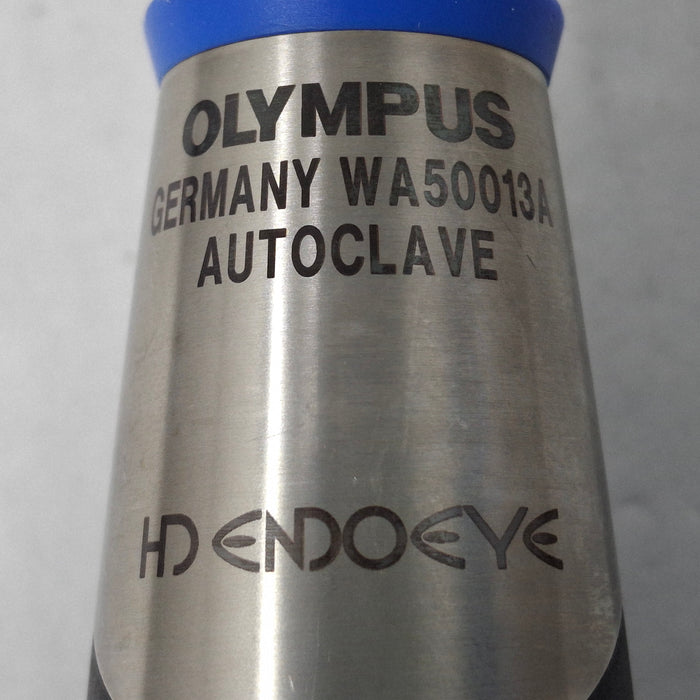 OLYMPUS
GERMANY WA50013A
AUTOCLAVE
HD ENDOEYE